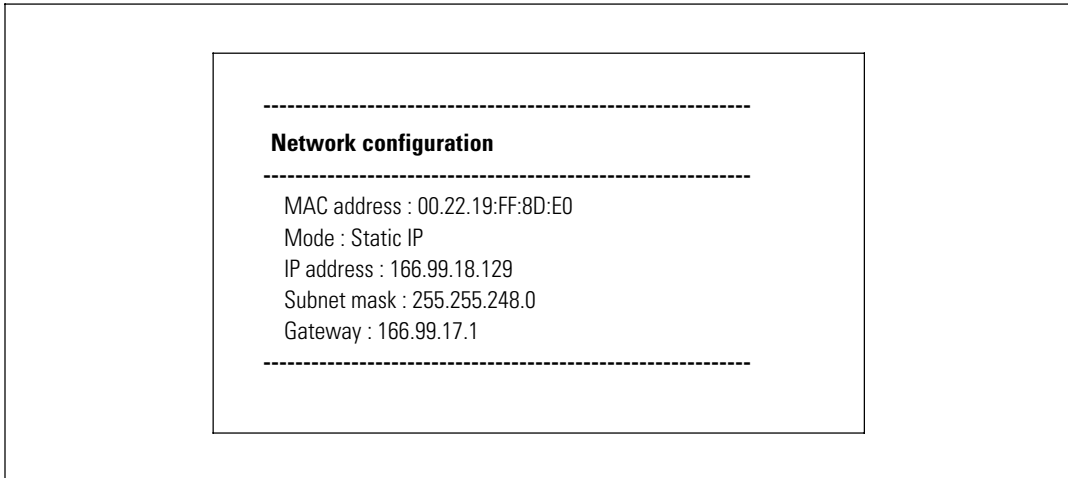 -------------------------------------------------------------
Network configuration
-------------------------------------------------------------
MAC address : 00.22.19:FF:8D:E0
Mode : Static IP
IP address : 166.99.18.129
Subnet mask : 255.255.248.0
Gateway : 166.99.17.1
-------------------------------------------------------------